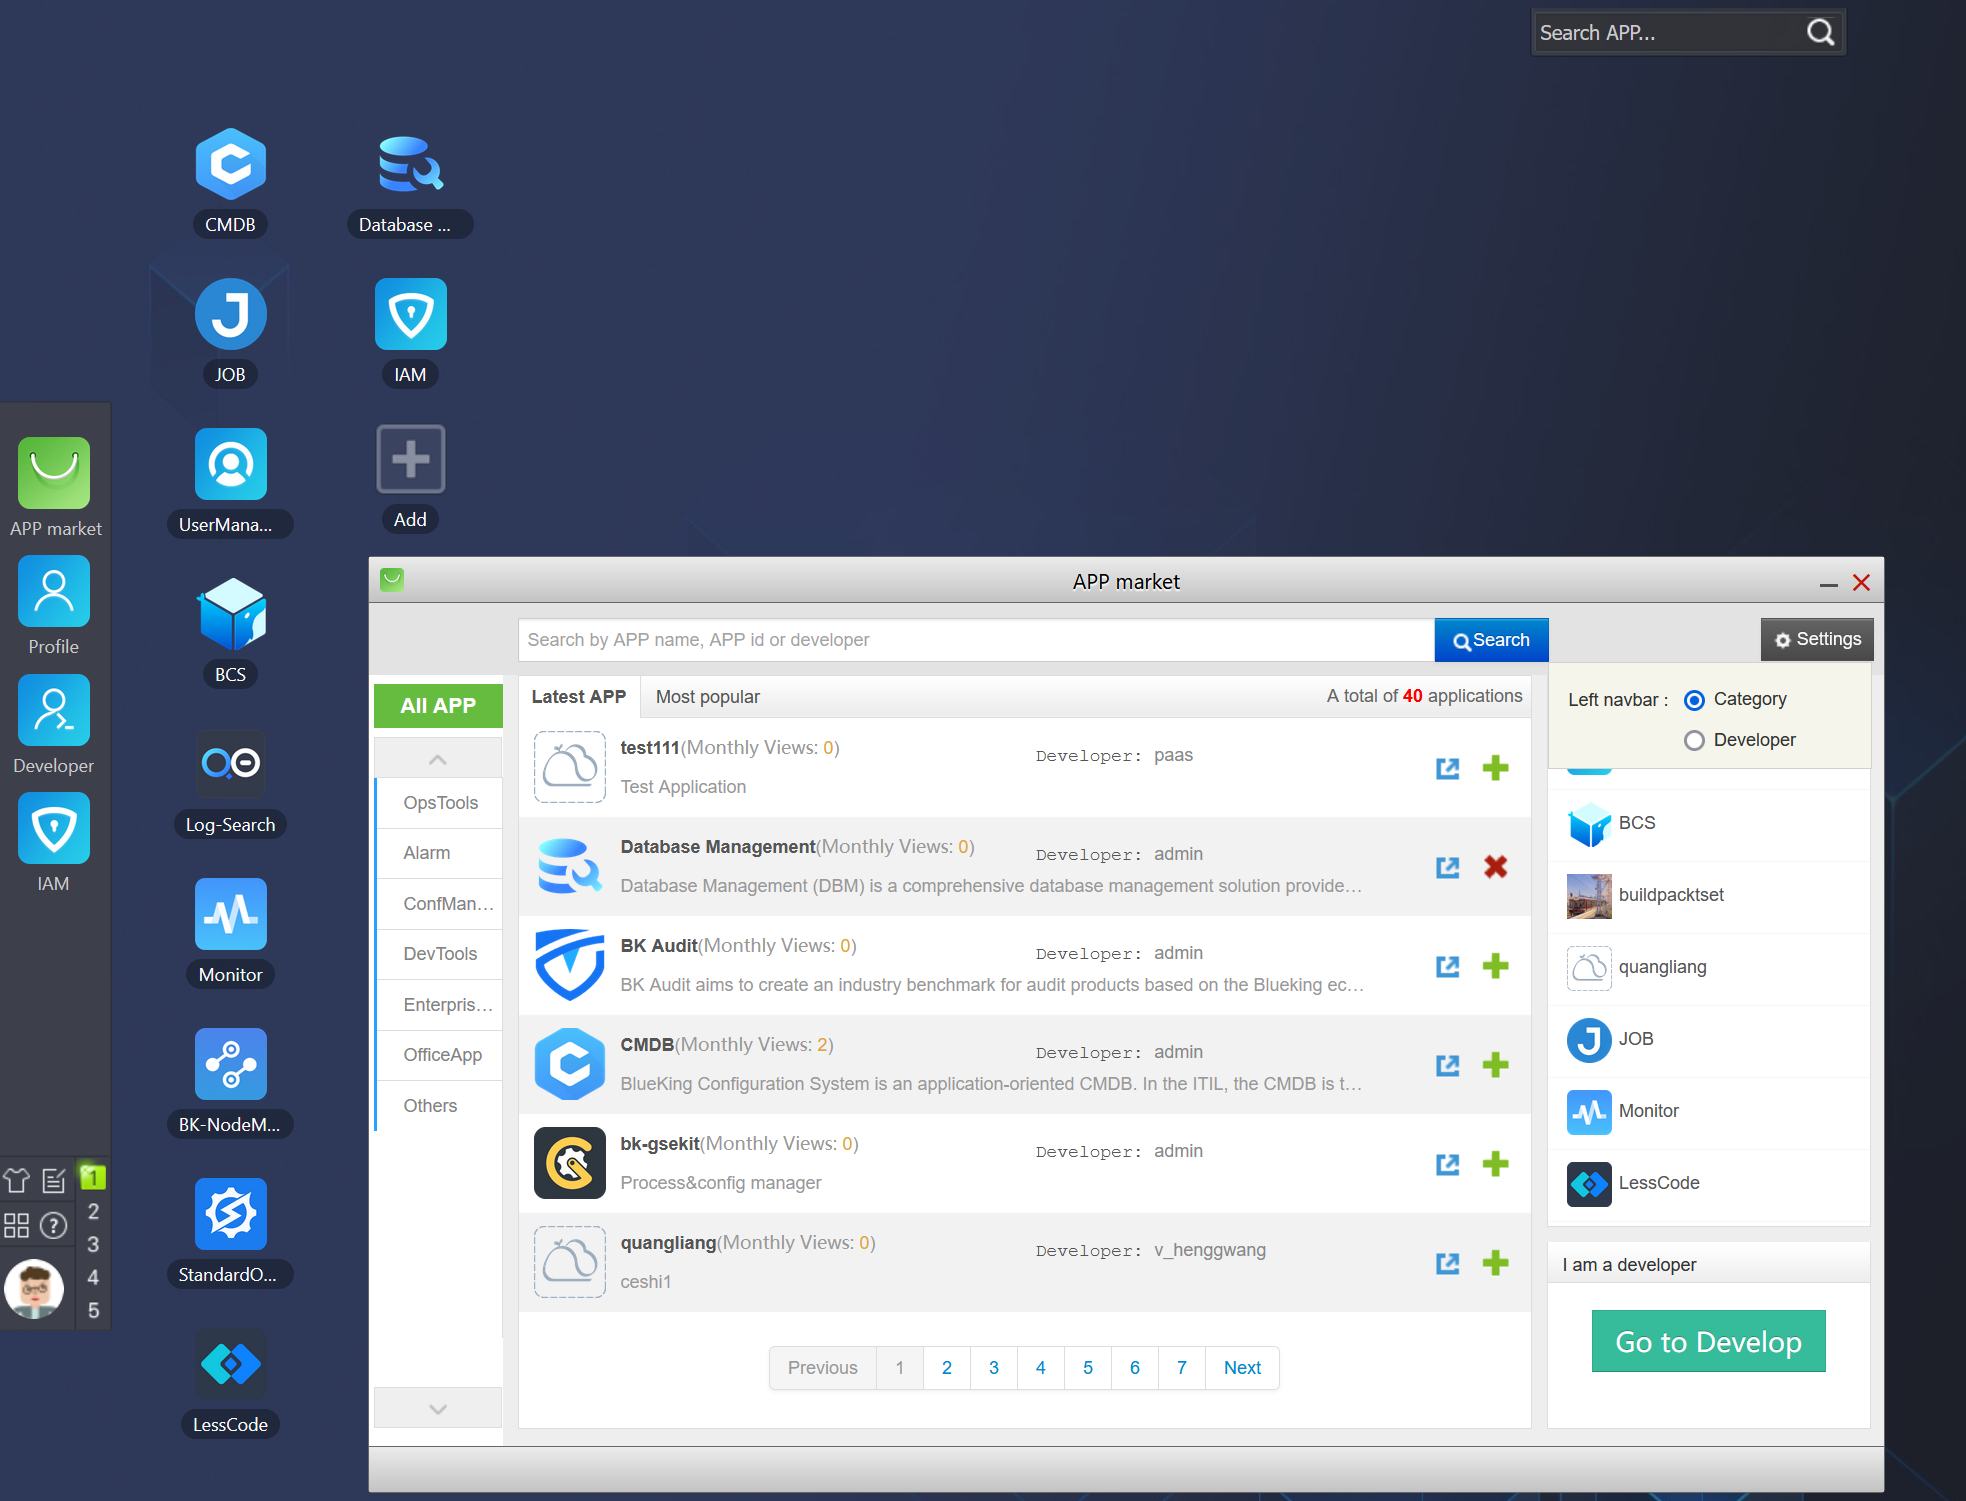 Search APP...
CMDB
Database ...
JOB
IAM
UserMana...
Add
BCS
Log-Search
Monitor
BK-NodeM...
StandardO...
LessCode
APP market
Profile
Developer
IAM
1
2
3
4
5
APP market
Search by APP name, APP id or developer
Search
Settings
Left navbar :
Category
Developer
All APP
OpsTools
Alarm
ConfMan...
DevTools
Enterpris...
OfficeApp
Others
Latest APP
Most popular
A total of 40 applications
test111(Monthly Views: 0)
Developer: paas
Test Application
Database Management(Monthly Views: 0)
Developer: admin
Database Management (DBM) is a comprehensive database management solution provide...
BK Audit(Monthly Views: 0)
Developer: admin
BK Audit aims to create an industry benchmark for audit products based on the Blueking ec...
CMDB(Monthly Views: 2)
Developer: admin
BlueKing Configuration System is an application-oriented CMDB. In the ITIL, the CMDB is t...
bk-gsekit(Monthly Views: 0)
Developer: admin
Process&config manager
quangliang(Monthly Views: 0)
Developer: v_henggwang
ceshi1
Previous 1 2 3 4 5 6 7 Next
BCS
buildpacktset
quangliang
JOB
Monitor
LessCode
I am a developer
Go to Develop